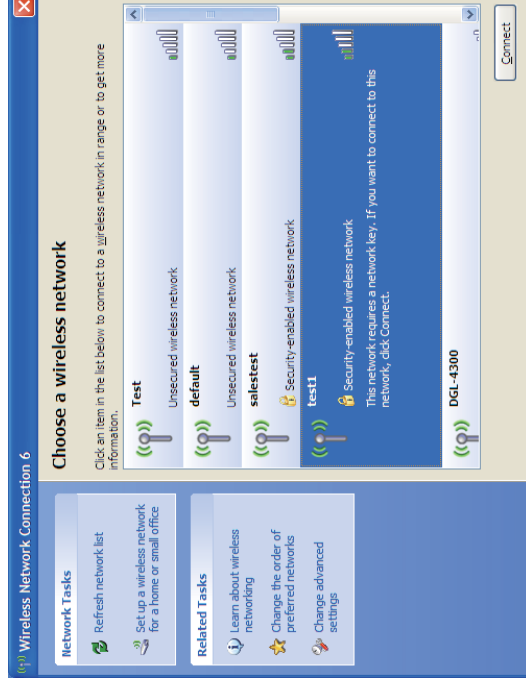 Wireless Network Connection 6
Network Tasks
Refresh network list
Set up a wireless network
for a home or small office
Related Tasks
Learn about wireless
networking
Change the order of
preferred networks
Change advanced
settings
Choose a wireless network
Click an item in the list below to connect to a wireless network in range or to get more
information.
Test
Unsecured wireless network
default
Unsecured wireless network
salestest
Security-enabled wireless network
test1
Security-enabled wireless network
This network requires a network key. If you want to connect to this
network, click Connect.
DGL-4300
Connect